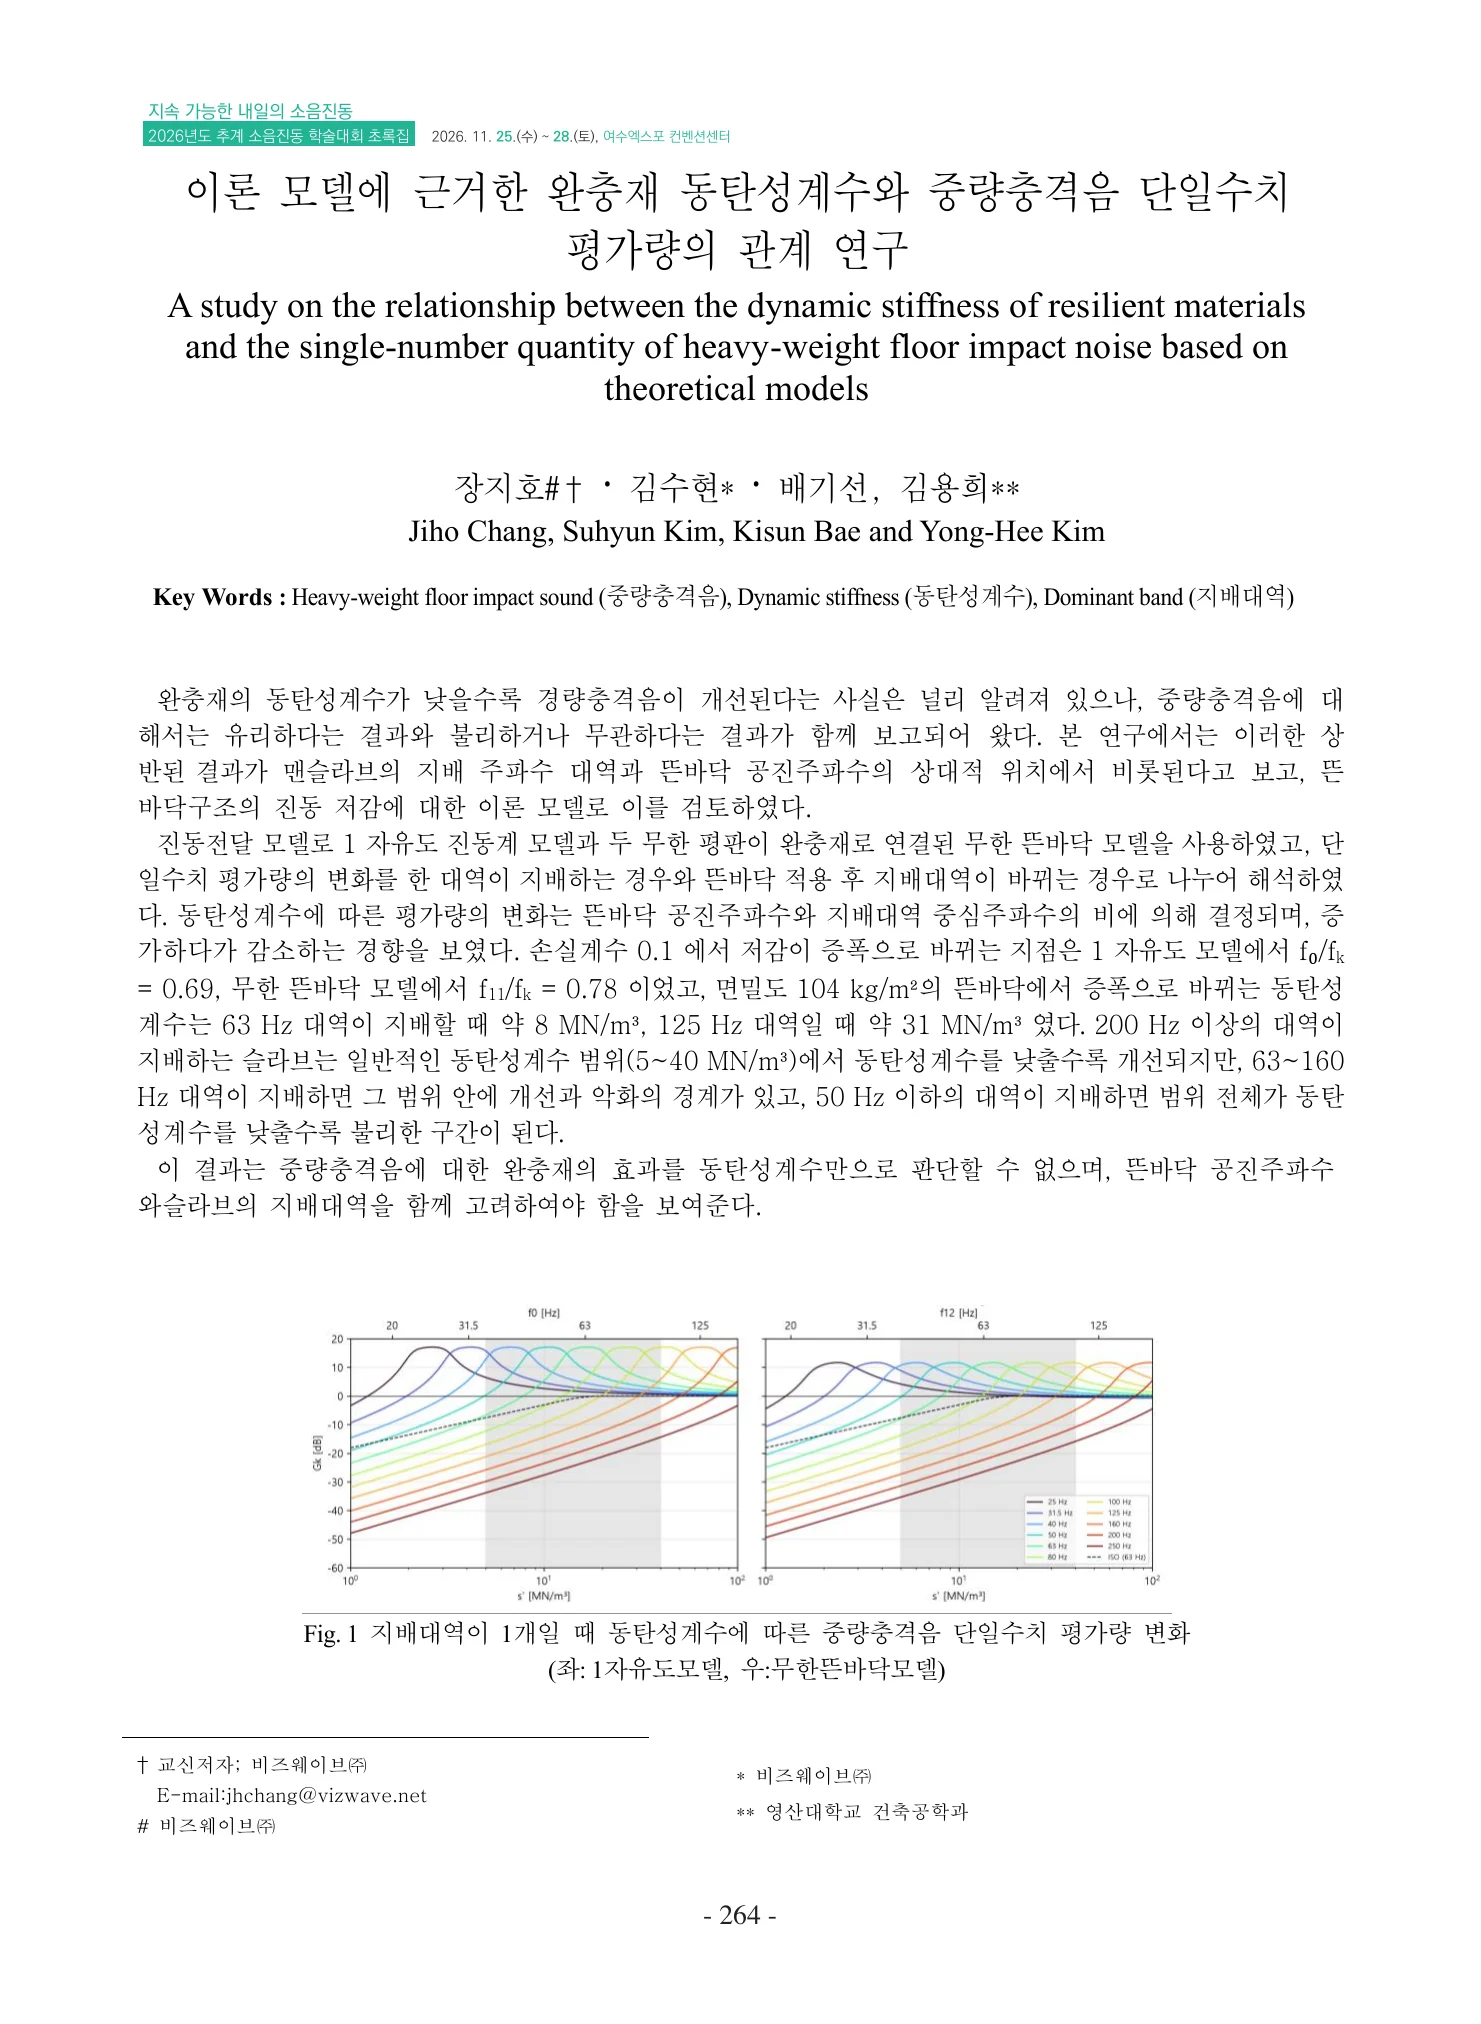 지속 가능한 내일의 소음진동
2026년도 추계 소음진동 학술대회 초록집 2026. 11. 25.(수) ~ 28.(토), 여수엑스포 컨벤션센터
이론 모델에 근거한 완충재 동탄성계수와 중량충격음 단일수치
평가량의 관계 연구
A study on the relationship between the dynamic stiffness of resilient materials
and the single-number quantity of heavy-weight floor impact noise based on
theoretical models
장지호#† · 김수현* · 배기선, 김용희**
Jiho Chang, Suhyun Kim, Kisun Bae and Yong-Hee Kim
Key Words : Heavy-weight floor impact sound (중량충격음), Dynamic stiffness (동탄성계수), Dominant band (지배대역)
완충재의 동탄성계수가 낮을수록 경량충격음이 개선된다는 사실은 널리 알려져 있으나, 중량충격음에 대
해서는 유리하다는 결과와 불리하거나 무관하다는 결과가 함께 보고되어 왔다. 본 연구에서는 이러한 상
반된 결과가 맨슬라브의 지배 주파수 대역과 뜬바닥 공진주파수의 상대적 위치에서 비롯된다고 보고, 뜬
바닥구조의 진동 저감에 대한 이론 모델로 이를 검토하였다.
진동전달 모델로 1 자유도 진동계 모델과 두 무한 평판이 완충재로 연결된 무한 뜬바닥 모델을 사용하였고, 단
일수치 평가량의 변화를 한 대역이 지배하는 경우와 뜬바닥 적용 후 지배대역이 바뀌는 경우로 나누어 해석하였
다. 동탄성계수에 따른 평가량의 변화는 뜬바닥 공진주파수와 지배대역 중심주파수의 비에 의해 결정되며, 증
가하다가 감소하는 경향을 보였다. 손실계수 0.1 에서 저감이 증폭으로 바뀌는 지점은 1 자유도 모델에서 f₀/fₖ
= 0.69, 무한 뜬바닥 모델에서 f₁₁/fₖ = 0.78 이었고, 면밀도 104 kg/m²의 뜬바닥에서 증폭으로 바뀌는 동탄성
계수는 63 Hz 대역이 지배할 때 약 8 MN/m³, 125 Hz 대역일 때 약 31 MN/m³ 였다. 200 Hz 이상의 대역이
지배하는 슬라브는 일반적인 동탄성계수 범위(5~40 MN/m³)에서 동탄성계수를 낮출수록 개선되지만, 63~160
Hz 대역이 지배하면 그 범위 안에 개선과 악화의 경계가 있고, 50 Hz 이하의 대역이 지배하면 범위 전체가 동탄
성계수를 낮출수록 불리한 구간이 된다.
이 결과는 중량충격음에 대한 완충재의 효과를 동탄성계수만으로 판단할 수 없으며, 뜬바닥 공진주파수
와슬라브의 지배대역을 함께 고려하여야 함을 보여준다.
f0 [Hz] f12 [Hz]
20 31.5 63 125 20 31.5 63 125
20
10
0
-10
-20
-30
-40
-50
-60
Gk [dB]
10⁰ 10¹ 10² 10⁰ 10¹ 10²
s' [MN/m³] s' [MN/m³]
25 Hz 100 Hz
31.5 Hz 125 Hz
40 Hz 160 Hz
50 Hz 200 Hz
63 Hz 250 Hz
80 Hz ISO (63 Hz)
Fig. 1 지배대역이 1개일 때 동탄성계수에 따른 중량충격음 단일수치 평가량 변화
(좌: 1자유도모델, 우:무한뜬바닥모델)
† 교신저자; 비즈웨이브㈜
E-mail:jhchang@vizwave.net
# 비즈웨이브㈜
* 비즈웨이브㈜
** 영산대학교 건축공학과
- 264 -